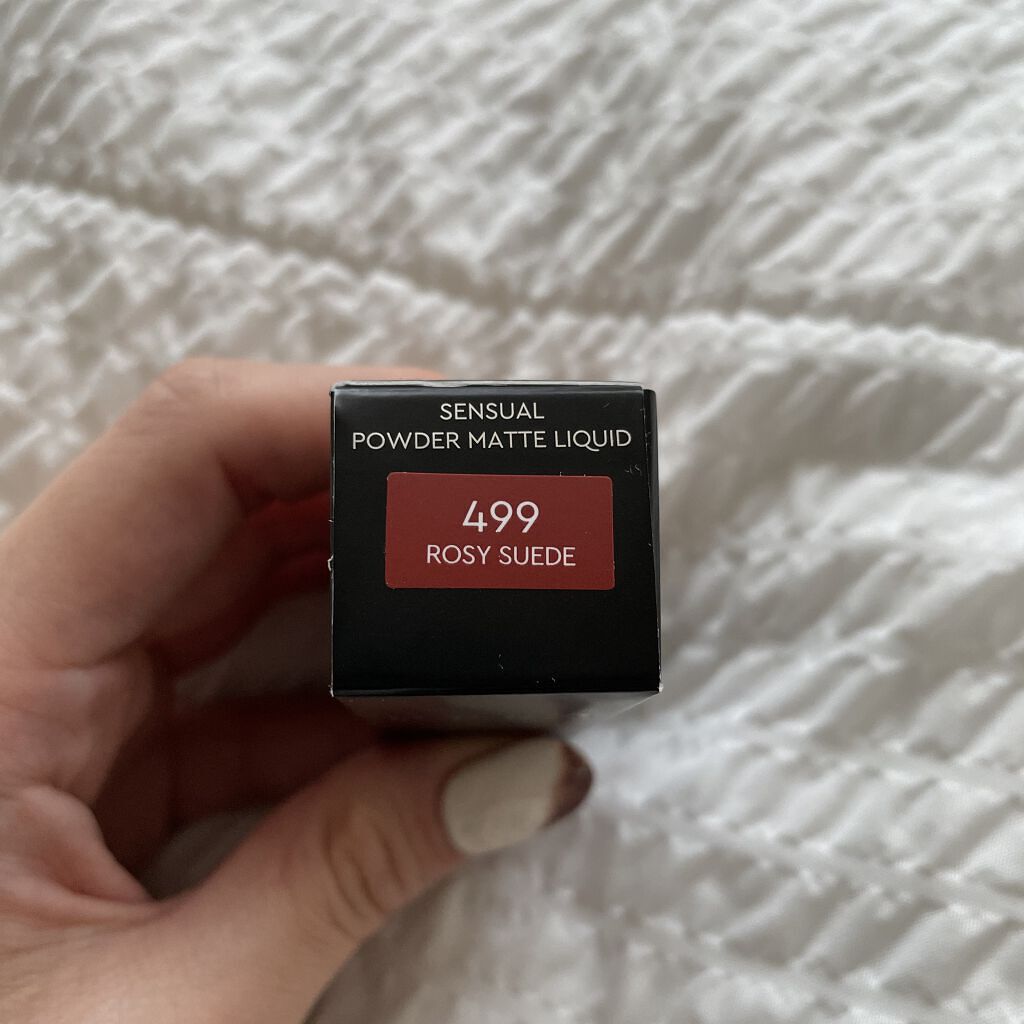 SENSUAL
POWDER MATTE LIQUID
499
ROSY SUEDE